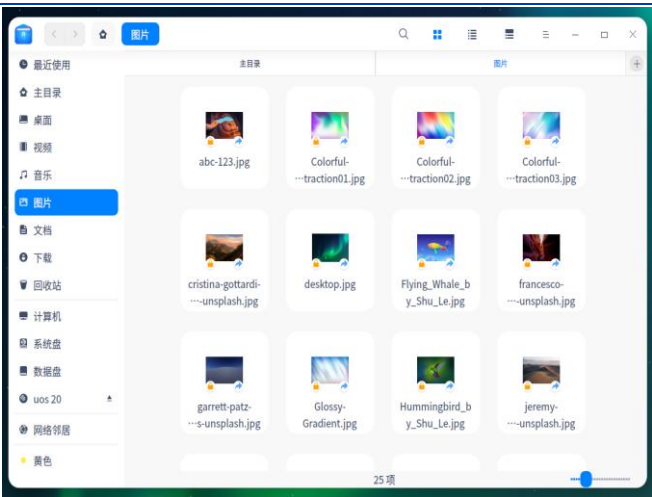 图片
最近使用
主目录
桌面
视频
音乐
图片
文档
下载
回收站
计算机
系统盘
数据盘
uos 20
网络邻居
黄色
主目录
图片
abc-123.jpg
Colorful-
···traction01.jpg
Colorful-
···traction02.jpg
Colorful-
···traction03.jpg
cristina-gottardi-
···-unsplash.jpg
desktop.jpg
Flying_Whale_b
y_Shu_Le.jpg
francesco-
···-unsplash.jpg
garrett-patz-
···s-unsplash.jpg
Glossy-
Gradient.jpg
Hummingbird_b
y_Shu_Le.jpg
jeremy-
···-unsplash.jpg
25 项